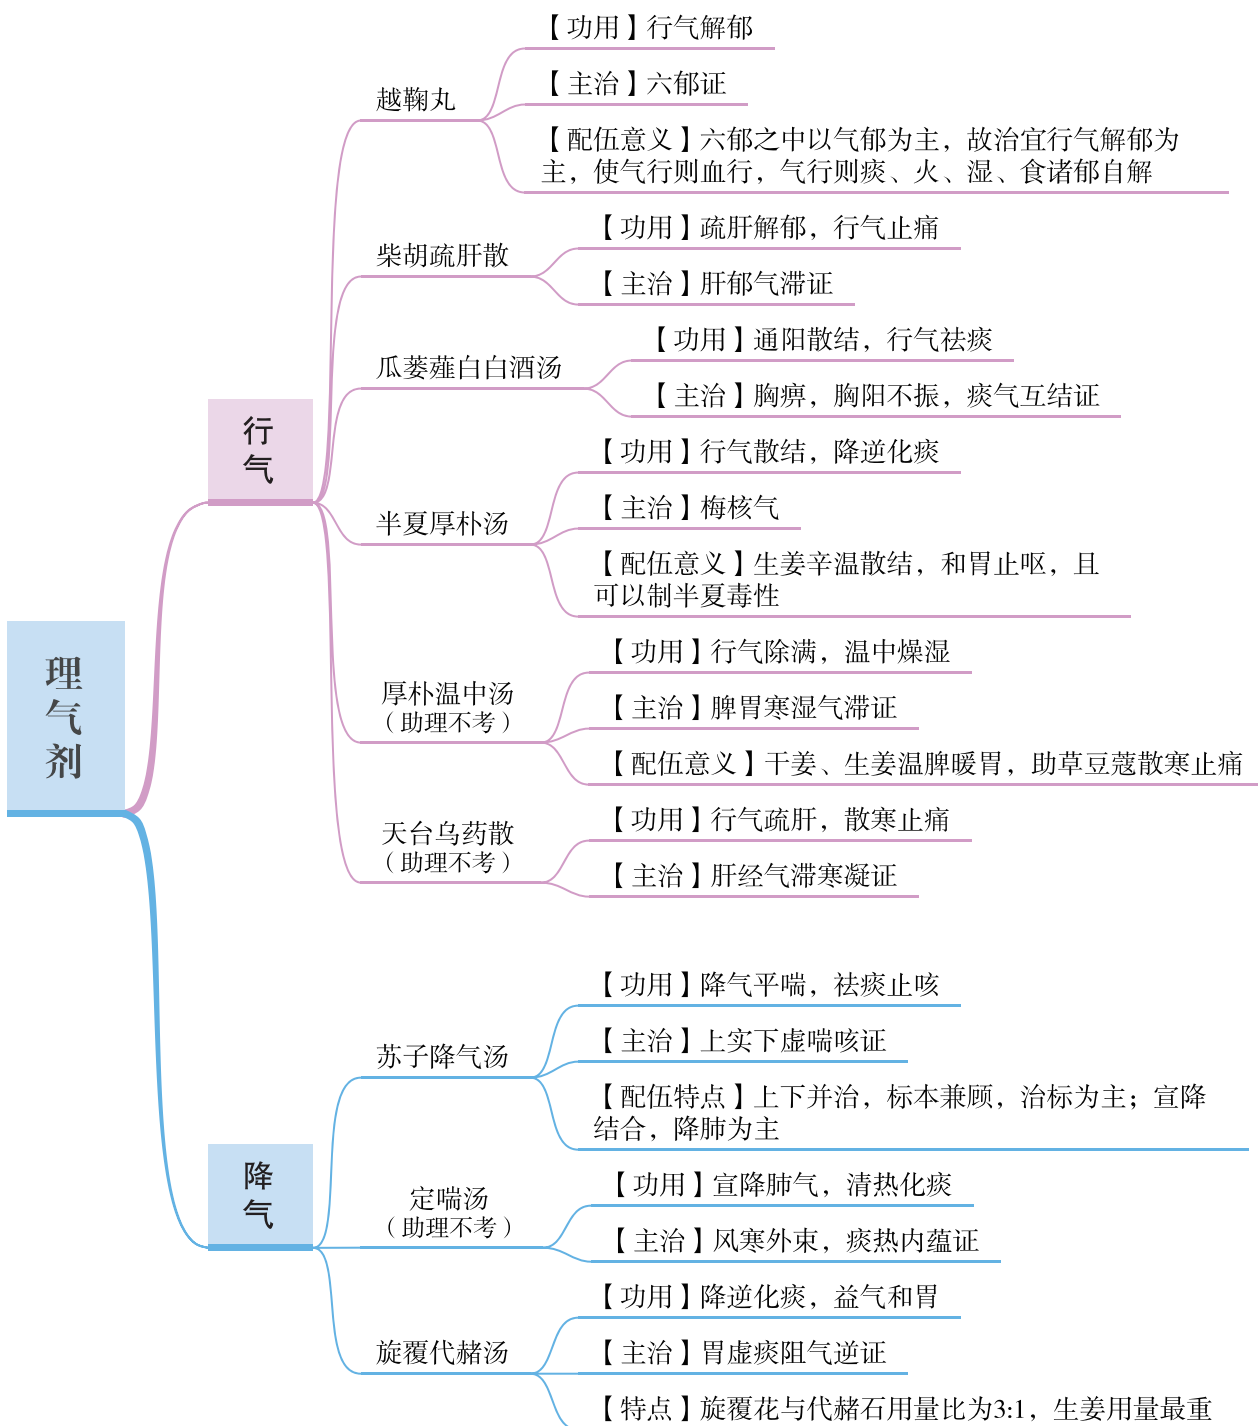 理气剂
行气
越鞠丸
【功用】行气解郁
【主治】六郁证
【配伍意义】六郁之中以气郁为主，故治宜行气解郁为
主，使气行则血行，气行则痰、火、湿、食诸郁自解
柴胡疏肝散
【功用】疏肝解郁，行气止痛
【主治】肝郁气滞证
瓜蒌薤白白酒汤
【功用】通阳散结，行气祛痰
【主治】胸痹，胸阳不振，痰气互结证
半夏厚朴汤
【功用】行气散结，降逆化痰
【主治】梅核气
【配伍意义】生姜辛温散结，和胃止呕，且
可以制半夏毒性
厚朴温中汤
（助理不考）
【功用】行气除满，温中燥湿
【主治】脾胃寒湿气滞证
【配伍意义】干姜、生姜温脾暖胃，助草豆蔻散寒止痛
天台乌药散
（助理不考）
【功用】行气疏肝，散寒止痛
【主治】肝经气滞寒凝证
降气
苏子降气汤
【功用】降气平喘，祛痰止咳
【主治】上实下虚喘咳证
【配伍特点】上下并治，标本兼顾，治标为主；宣降
结合，降肺为主
定喘汤
（助理不考）
【功用】宣降肺气，清热化痰
【主治】风寒外束，痰热内蕴证
旋覆代赭汤
【功用】降逆化痰，益气和胃
【主治】胃虚痰阻气逆证
【特点】旋覆花与代赭石用量比为3:1，生姜用量最重